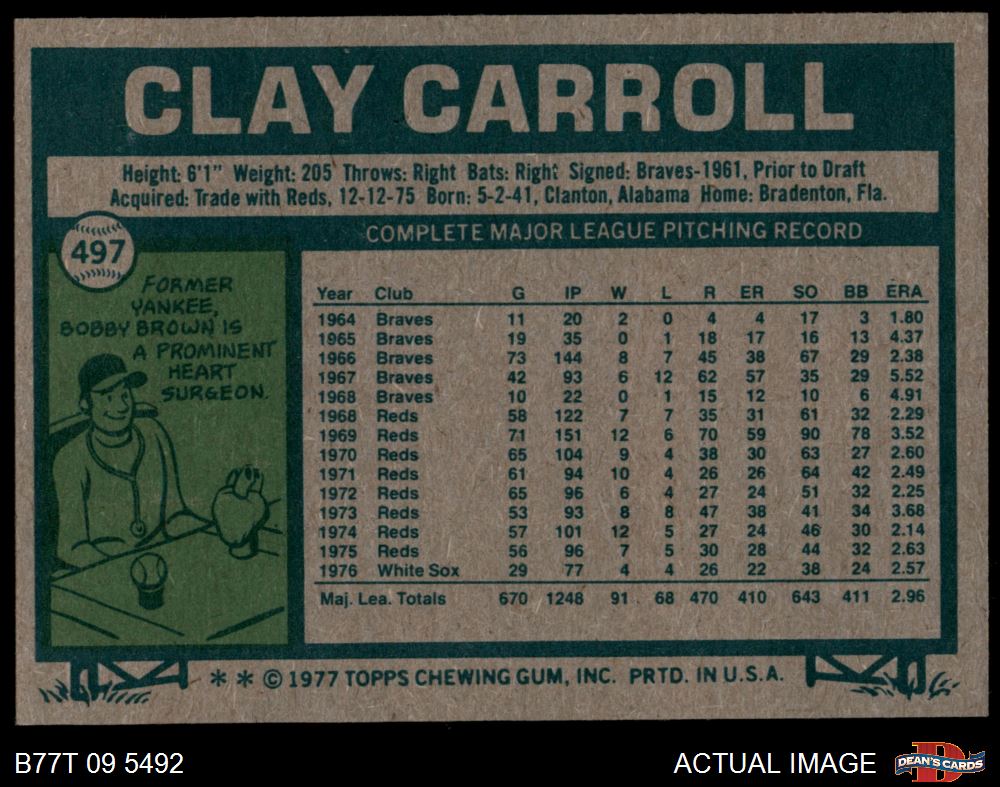 CLAY CARROLL
Height: 6'1" Weight: 205 Throws: Right Bats: Right Signed: Braves-1961, Prior to Draft
Acquired: Trade with Reds, 12-12-75 Born: 5-2-41, Clanton, Alabama Home: Bradenton, Fla.
497
FORMER
YANKEE,
BOBBY BROWN IS
A PROMINENT
HEART
SURGEON.
COMPLETE MAJOR LEAGUE PITCHING RECORD
Year Club G IP W L R ER SO BB ERA
1964 Braves 11 20 2 0 4 4 17 3 1.80
1965 Braves 19 35 0 1 18 17 16 13 4.37
1966 Braves 73 144 8 7 45 38 67 29 2.38
1967 Braves 42 93 6 12 62 57 35 29 5.52
1968 Braves 10 22 0 1 15 12 10 6 4.91
1968 Reds 58 122 7 7 35 31 61 32 2.29
1969 Reds 71 151 12 6 70 59 90 78 3.52
1970 Reds 65 104 9 4 38 30 63 27 2.60
1971 Reds 61 94 10 4 26 26 64 42 2.49
1972 Reds 65 96 6 4 27 24 51 32 2.25
1973 Reds 53 93 8 8 47 38 41 34 3.68
1974 Reds 57 101 12 5 27 24 46 30 2.14
1975 Reds 56 96 7 5 30 28 44 32 2.63
1976 White Sox 29 77 4 4 26 22 38 24 2.57
Maj. Lea. Totals 670 1248 91 68 470 410 643 411 2.96
* * © 1977 TOPPS CHEWING GUM, INC. PRTD. IN U.S.A.
B77T 09 5492
ACTUAL IMAGE
DEAN'S CARDS